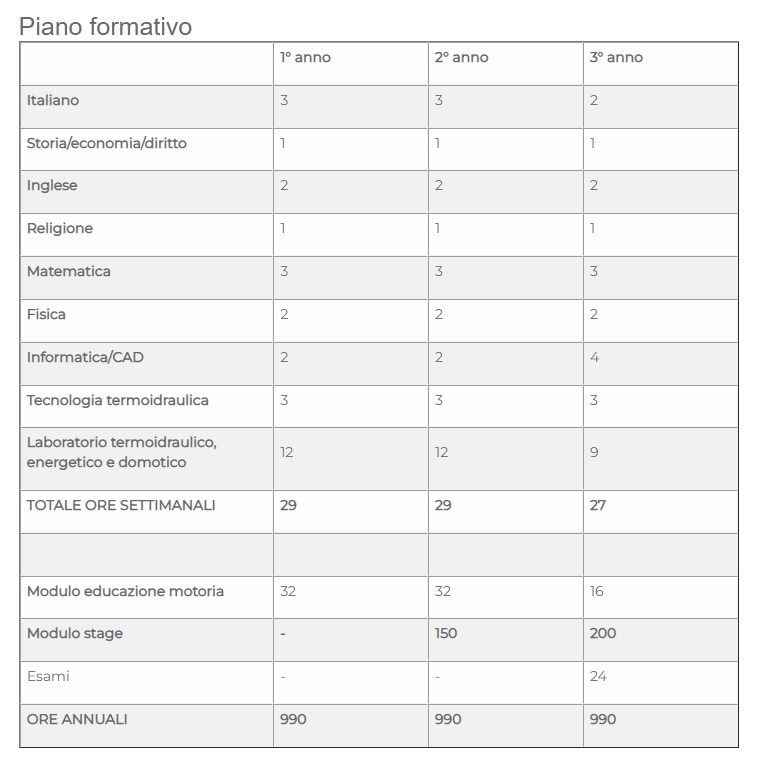 Piano formativo
1° anno 2° anno 3° anno
Italiano 3 3 2
Storia/economia/diritto 1 1 1
Inglese 2 2 2
Religione 1 1 1
Matematica 3 3 3
Fisica 2 2 2
Informatica/CAD 2 2 4
Tecnologia termoidraulica 3 3 3
Laboratorio termoidraulico,
energetico e domotico 12 12 9
TOTALE ORE SETTIMANALI 29 29 27
Modulo educazione motoria 32 32 16
Modulo stage - 150 200
Esami - - 24
ORE ANNUALI 990 990 990